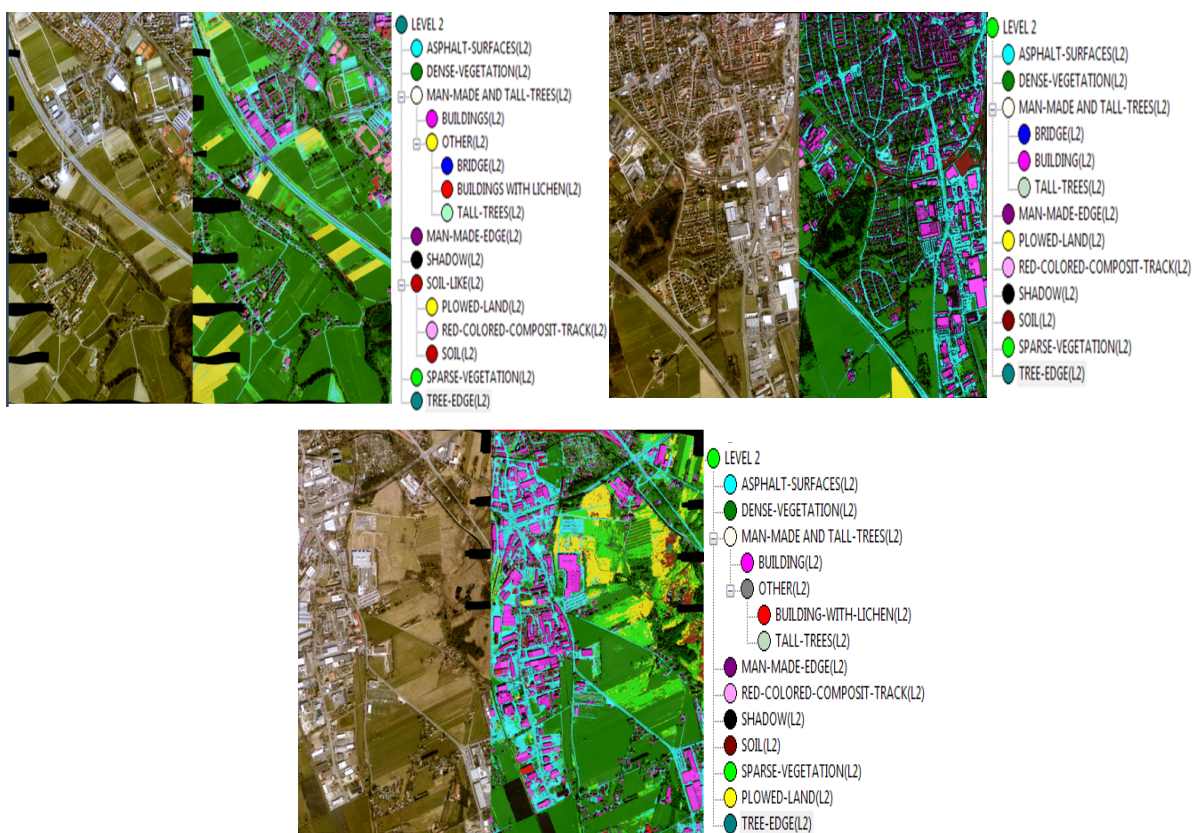 LEVEL 2
ASPHALT-SURFACES(L2)
DENSE-VEGETATION(L2)
MAN-MADE AND TALL-TREES(L2)
BUILDINGS(L2)
OTHER(L2)
BRIDGE(L2)
BUILDINGS WITH LICHEN(L2)
TALL-TREES(L2)
MAN-MADE-EDGE(L2)
SHADOW(L2)
SOIL-LIKE(L2)
PLOWED-LAND(L2)
RED-COLORED-COMPOSIT-TRACK(L2)
SOIL(L2)
SPARSE-VEGETATION(L2)
TREE-EDGE(L2)
LEVEL 2
ASPHALT-SURFACES(L2)
DENSE-VEGETATION(L2)
MAN-MADE AND TALL-TREES(L2)
BRIDGE(L2)
BUILDING(L2)
TALL-TREES(L2)
MAN-MADE-EDGE(L2)
PLOWED-LAND(L2)
RED-COLORED-COMPOSIT-TRACK(L2)
SHADOW(L2)
SOIL(L2)
SPARSE-VEGETATION(L2)
TREE-EDGE(L2)
LEVEL 2
ASPHALT-SURFACES(L2)
DENSE-VEGETATION(L2)
MAN-MADE AND TALL-TREES(L2)
BUILDING(L2)
OTHER(L2)
BUILDING-WITH-LICHEN(L2)
TALL-TREES(L2)
MAN-MADE-EDGE(L2)
RED-COLORED-COMPOSIT-TRACK(L2)
SHADOW(L2)
SOIL(L2)
SPARSE-VEGETATION(L2)
PLOWED-LAND(L2)
TREE-EDGE(L2)